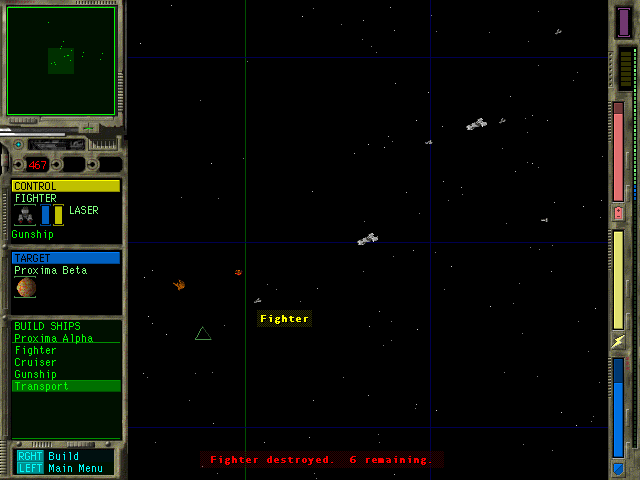 467
CONTROL
FIGHTER
LASER
Gunship
TARGET
Proxima Beta
BUILD SHIPS
Proxima Alpha
Fighter
Cruiser
Gunship
Transport
RGHT Build
LEFT Main Menu
Fighter
Fighter destroyed. 6 remaining.